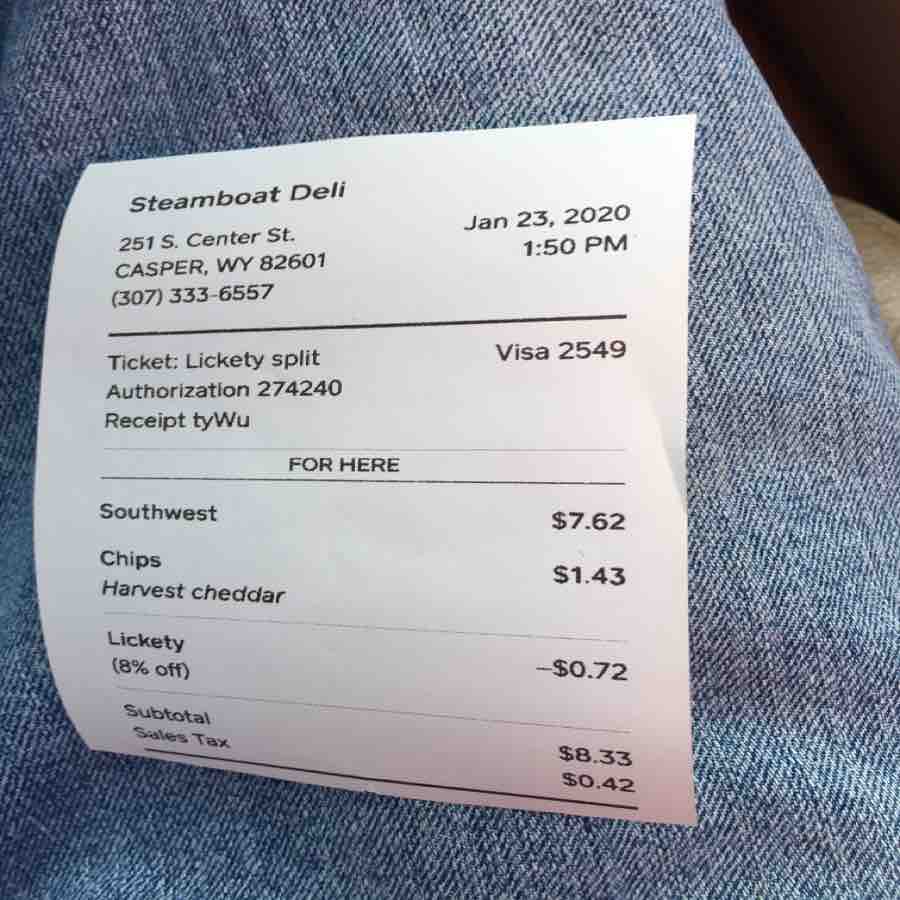 Steamboat Deli
251 S. Center St.
CASPER, WY 82601
(307) 333-6557
Jan 23, 2020
1:50 PM
Ticket: Lickety split
Authorization 274240
Receipt tyWu
Visa 2549
FOR HERE
Southwest $7.62
Chips $1.43
Harvest cheddar
Lickety
(8% off) –$0.72
Subtotal $8.33
Sales Tax $0.42